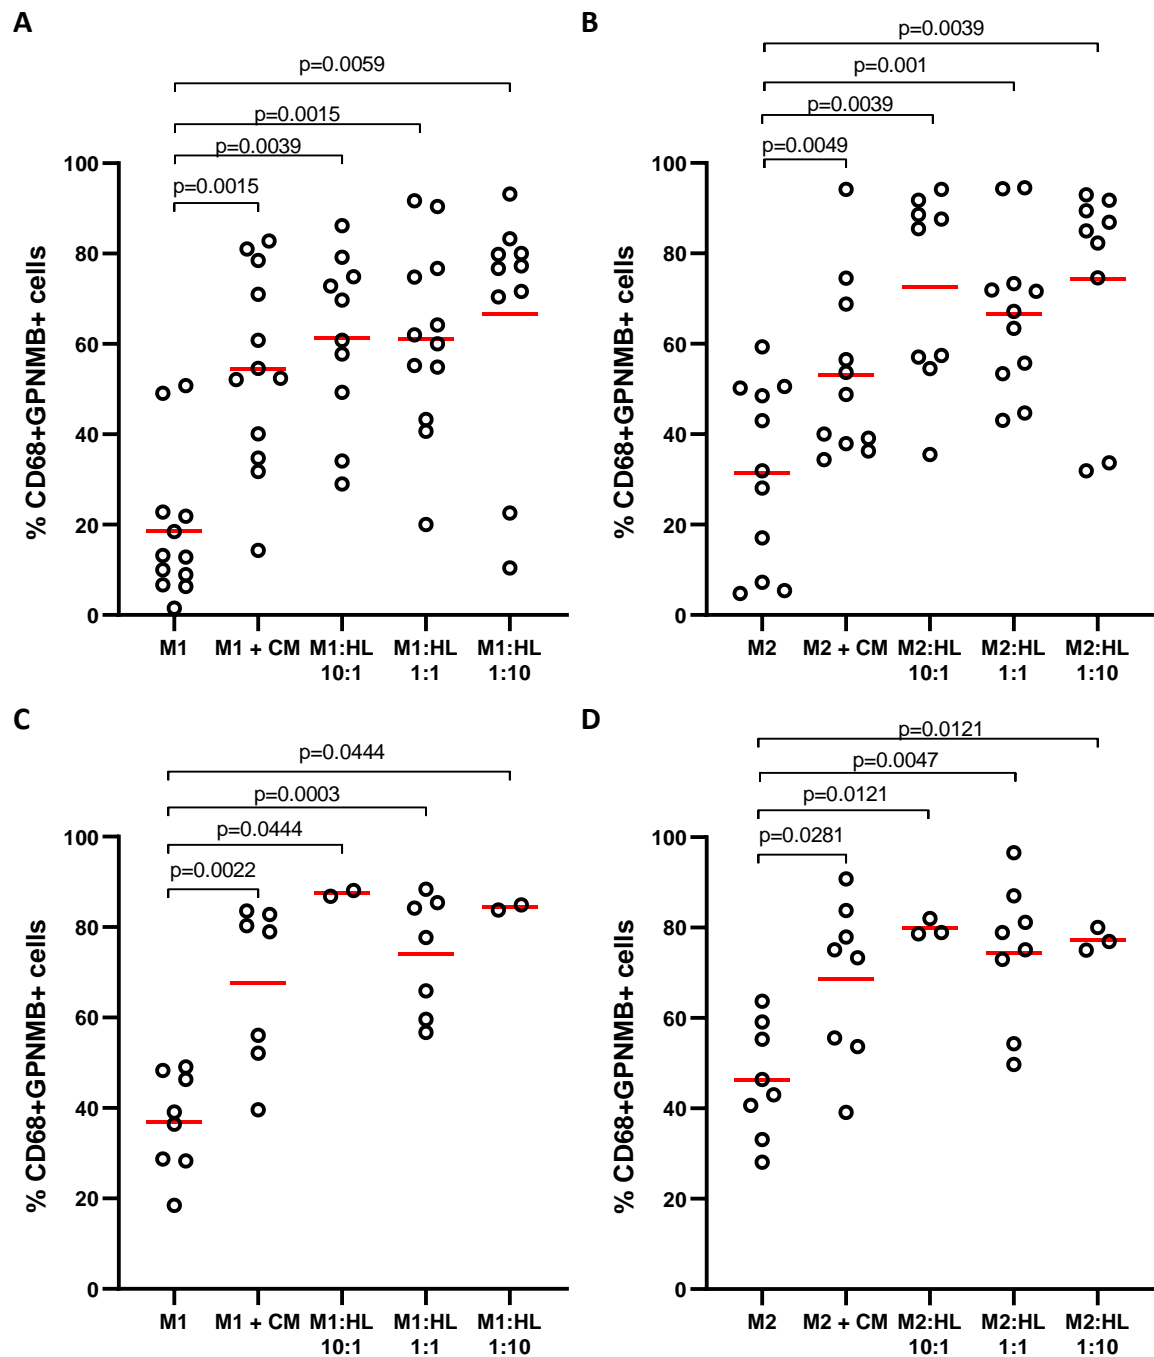 A
p=0.0059
p=0.0015
p=0.0039
p=0.0015
% CD68+GPNMB+ cells
100
80
60
40
20
0
M1 M1 + CM M1:HL M1:HL M1:HL
10:1 1:1 1:10
B
p=0.0039
p=0.001
p=0.0039
p=0.0049
% CD68+GPNMB+ cells
100
80
60
40
20
0
M2 M2 + CM M2:HL M2:HL M2:HL
10:1 1:1 1:10
C
p=0.0444
p=0.0003
p=0.0444
p=0.0022
% CD68+GPNMB+ cells
100
80
60
40
20
0
M1 M1 + CM M1:HL M1:HL M1:HL
10:1 1:1 1:10
D
p=0.0121
p=0.0047
p=0.0121
p=0.0281
% CD68+GPNMB+ cells
100
80
60
40
20
0
M2 M2 + CM M2:HL M2:HL M2:HL
10:1 1:1 1:10